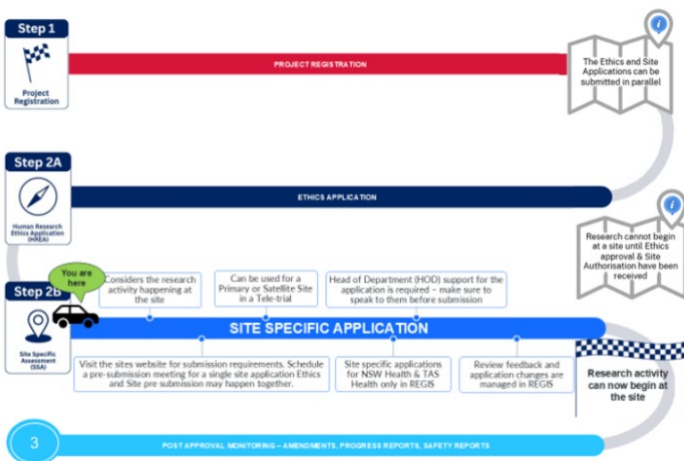 Step 1
Project
Registration
PROJECT REGISTRATION
The Ethics and Site
Applications can be
submitted in parallel
Step 2A
Human Research
Ethics Application
(HREA)
ETHICS APPLICATION
Research cannot begin
at a site until Ethics
approval & Site
Authorisation have been
received
You are
here
Step 2B
Site Specific
Assessment
(SSA)
Considers the research
activity happening at
the site
Can be used for a
Primary or Satellite Site
in a Tele-trial
Head of Department (HOD) support for the
application is required – make sure to
speak to them before submission
SITE SPECIFIC APPLICATION
Visit the sites website for submission requirements. Schedule
a pre-submission meeting for a single site application Ethics
and Site pre submission may happen together.
Site specific applications
for NSW Health & TAS
Health only in REGIS
Review feedback and
application changes are
managed in REGIS
Research activity
can now begin at
the site
3
POST APPROVAL MONITORING – AMENDMENTS, PROGRESS REPORTS, SAFETY REPORTS